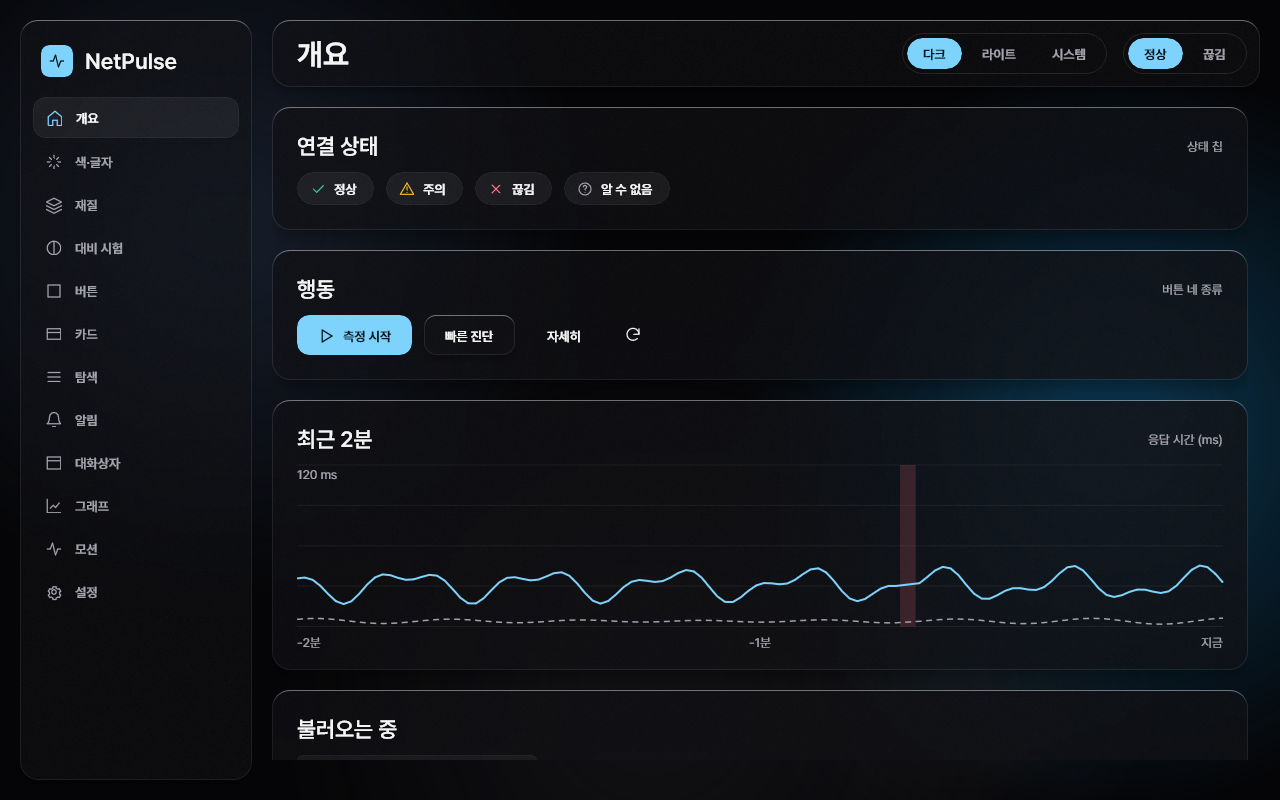 NetPulse
개요
색·글자
재질
대비 시험
버튼
카드
탐색
알림
대화상자
그래프
모션
설정
개요
다크 라이트 시스템 정상 끊김
연결 상태 상태 칩
정상 주의 끊김 알 수 없음
행동 버튼 네 종류
측정 시작 빠른 진단 자세히
최근 2분 응답 시간 (ms)
120 ms
-2분 -1분 지금
불러오는 중